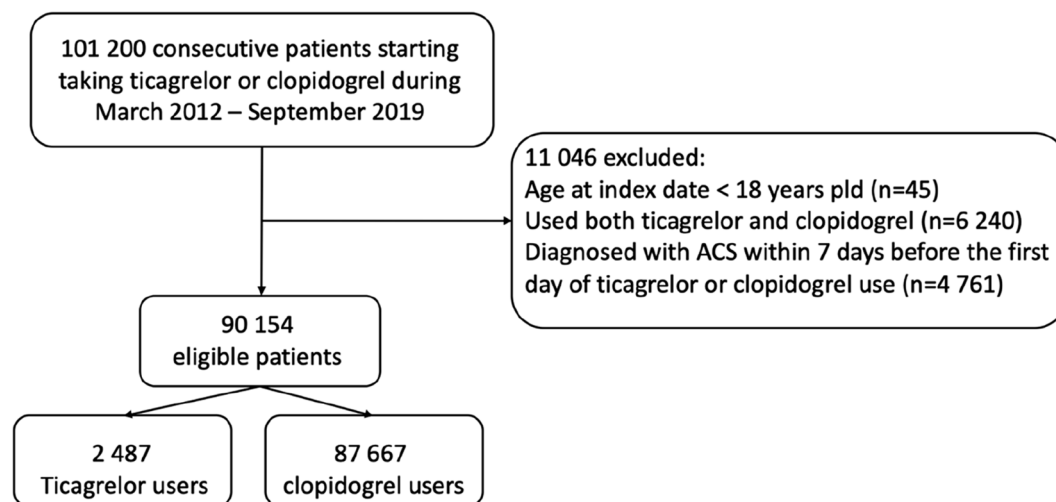 101 200 consecutive patients starting
taking ticagrelor or clopidogrel during
March 2012 – September 2019
11 046 excluded:
Age at index date < 18 years pld (n=45)
Used both ticagrelor and clopidogrel (n=6 240)
Diagnosed with ACS within 7 days before the first
day of ticagrelor or clopidogrel use (n=4 761)
90 154
eligible patients
2 487
Ticagrelor users
87 667
clopidogrel users